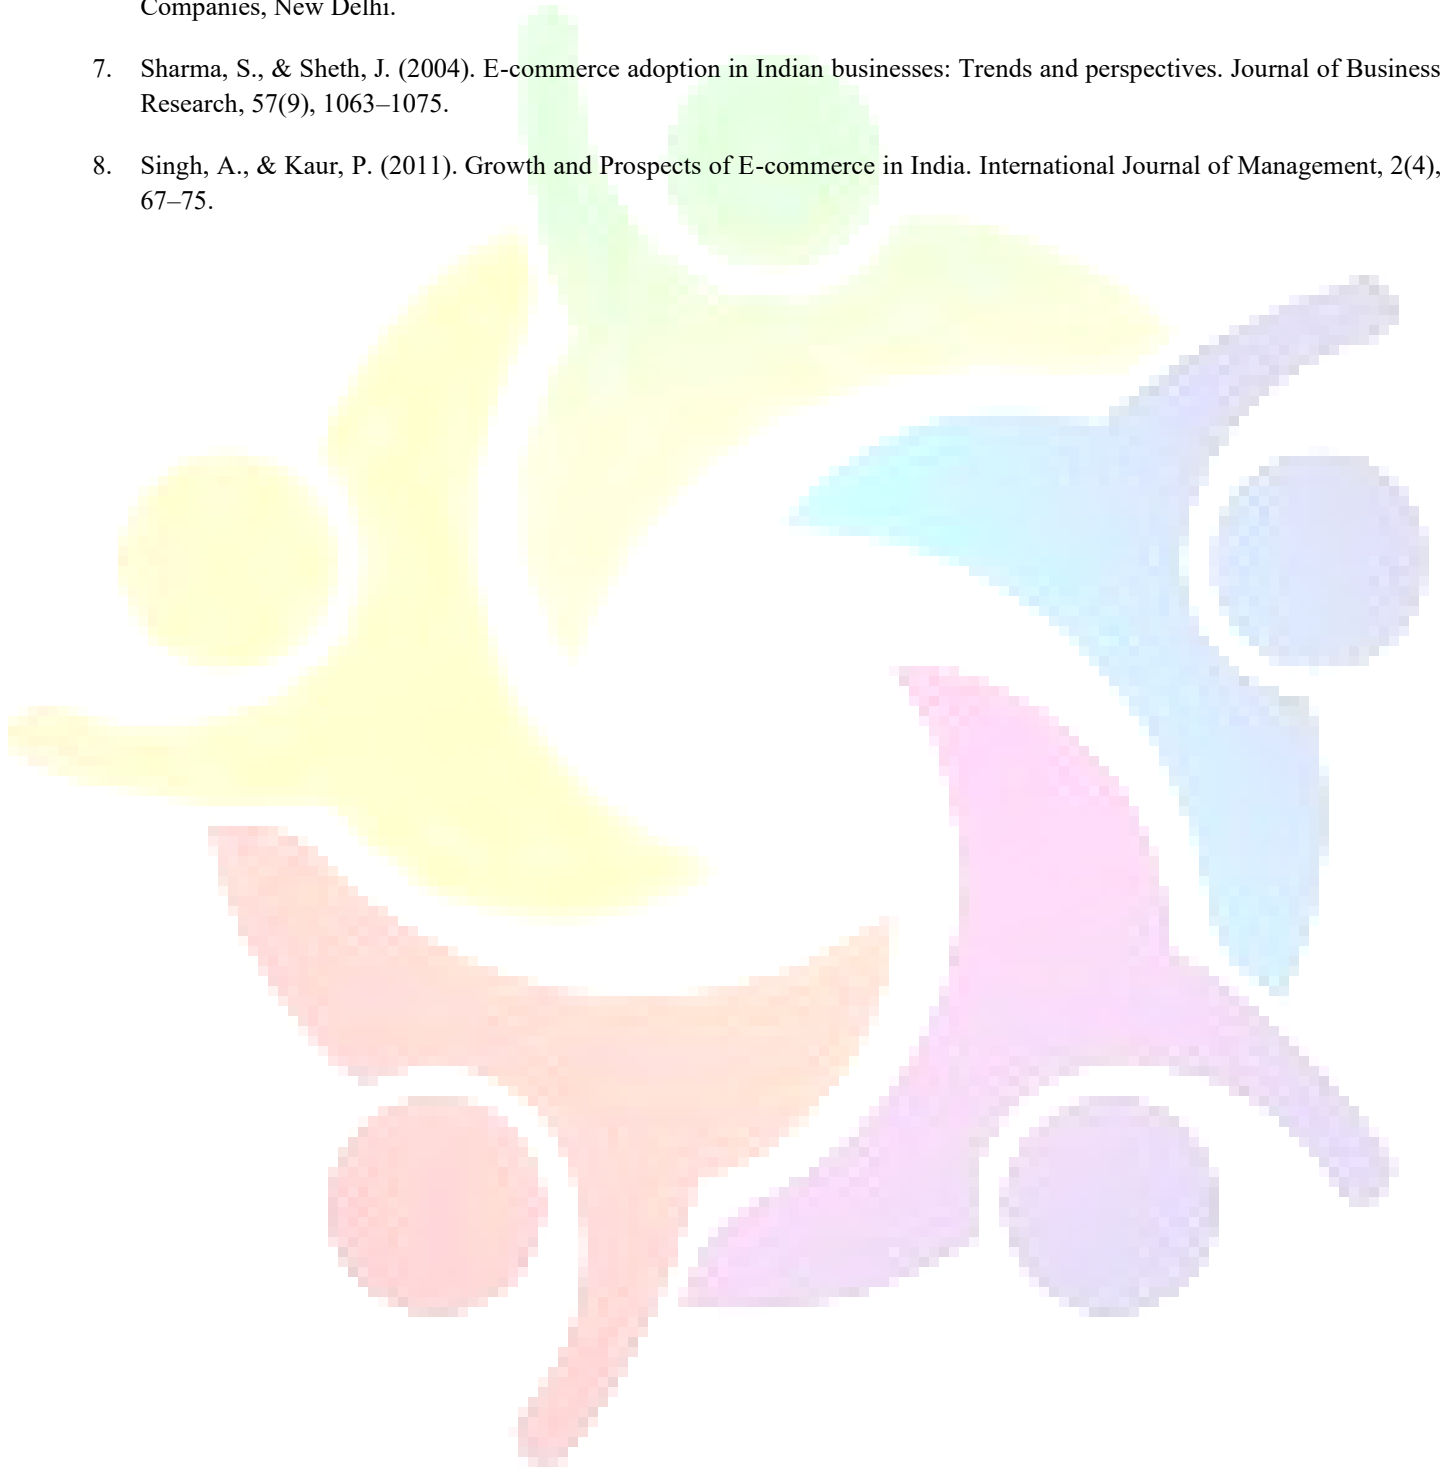 Companies, New Delhi.
7. Sharma, S., & Sheth, J. (2004). E-commerce adoption in Indian businesses: Trends and perspectives. Journal of Business
Research, 57(9), 1063–1075.
8. Singh, A., & Kaur, P. (2011). Growth and Prospects of E-commerce in India. International Journal of Management, 2(4),
67–75.